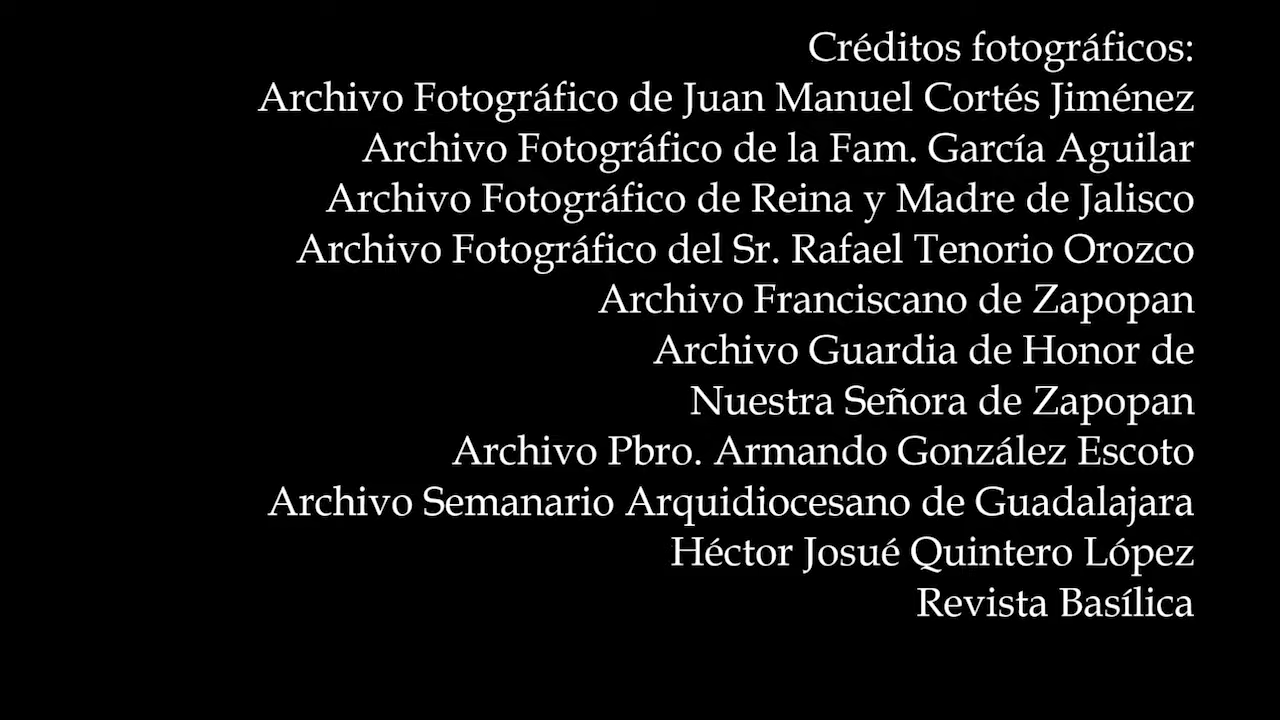 Créditos fotográficos:
Archivo Fotográfico de Juan Manuel Cortés Jiménez
Archivo Fotográfico de la Fam. García Aguilar
Archivo Fotográfico de Reina y Madre de Jalisco
Archivo Fotográfico del Sr. Rafael Tenorio Orozco
Archivo Franciscano de Zapopan
Archivo Guardia de Honor de
Nuestra Señora de Zapopan
Archivo Pbro. Armando González Escoto
Archivo Semanario Arquidiocesano de Guadalajara
Héctor Josué Quintero López
Revista Basílica